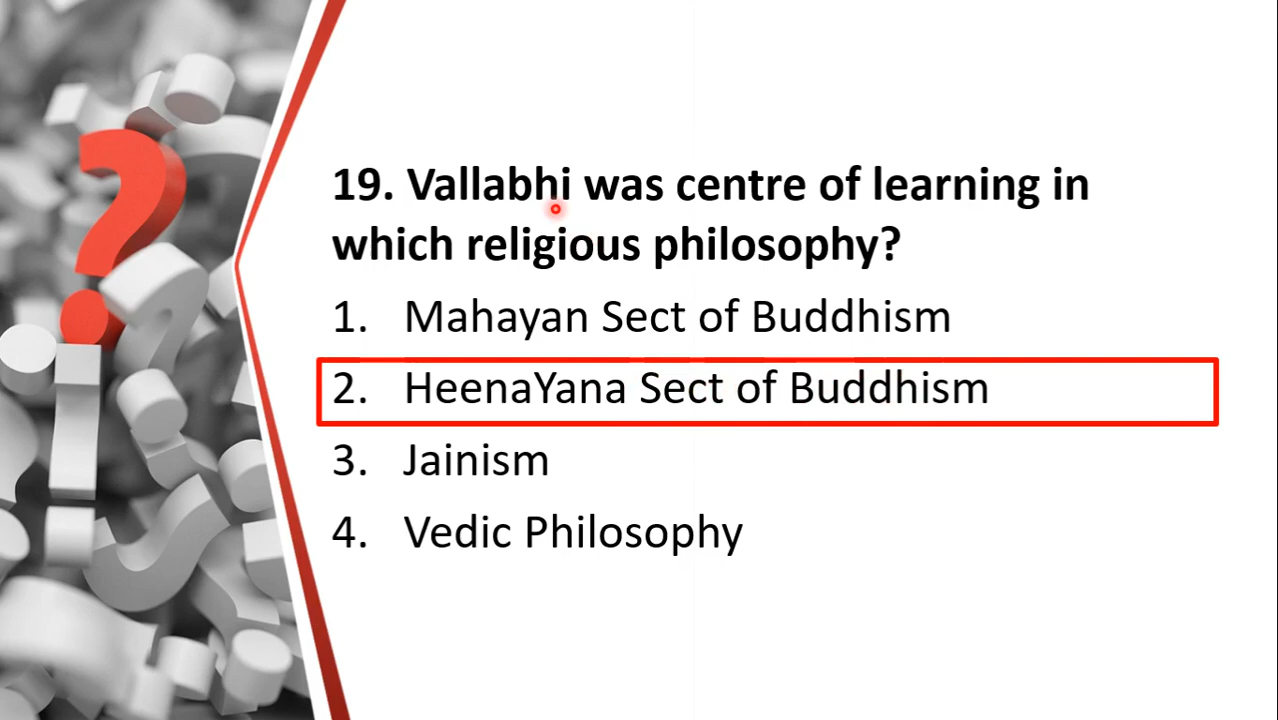 19. Vallabhi was centre of learning in
which religious philosophy?
1. Mahayan Sect of Buddhism
2. HeenaYana Sect of Buddhism
3. Jainism
4. Vedic Philosophy